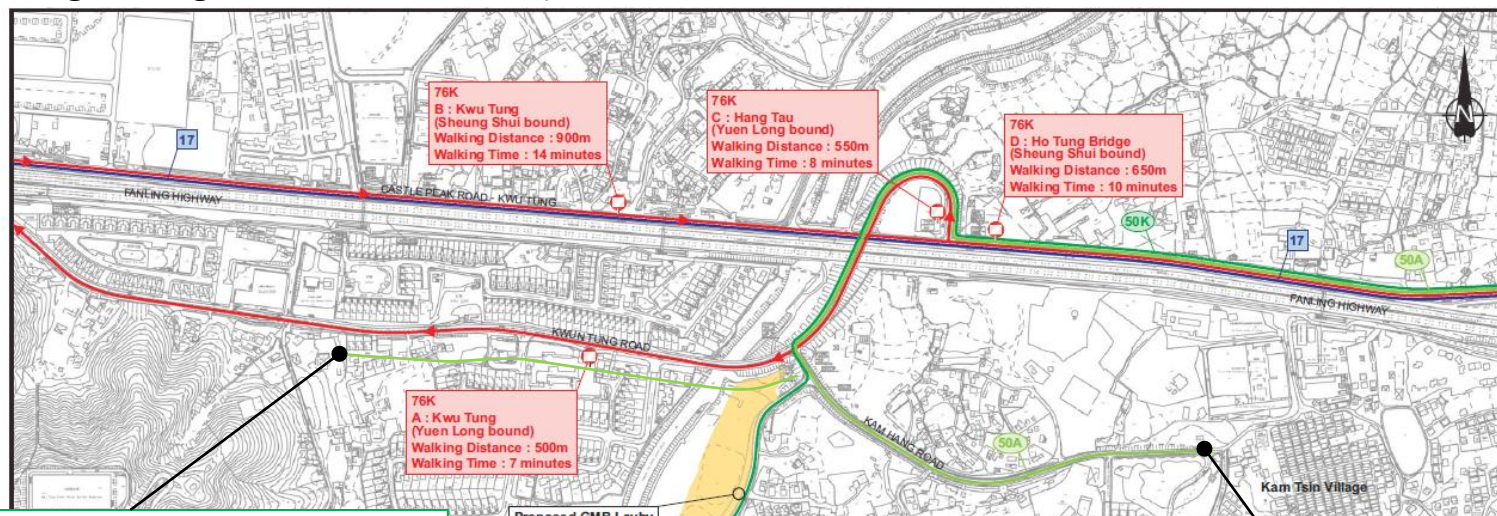 76K
B : Kwu Tung
(Sheung Shui bound)
Walking Distance : 900m
Walking Time : 14 minutes
76K
C : Hang Tau
(Yuen Long bound)
Walking Distance : 550m
Walking Time : 8 minutes
76K
D : Ho Tung Bridge
(Sheung Shui bound)
Walking Distance : 650m
Walking Time : 10 minutes
N
17
FANLING HIGHWAY
CASTLE PEAK ROAD - KWU TUNG
50K
17
50A
FANLING HIGHWAY
KWUN TUNG ROAD
76K
A : Kwu Tung
(Yuen Long bound)
Walking Distance : 500m
Walking Time : 7 minutes
KAM HANG ROAD
50A
Kam Tsin Village
Proposed GMB Layby